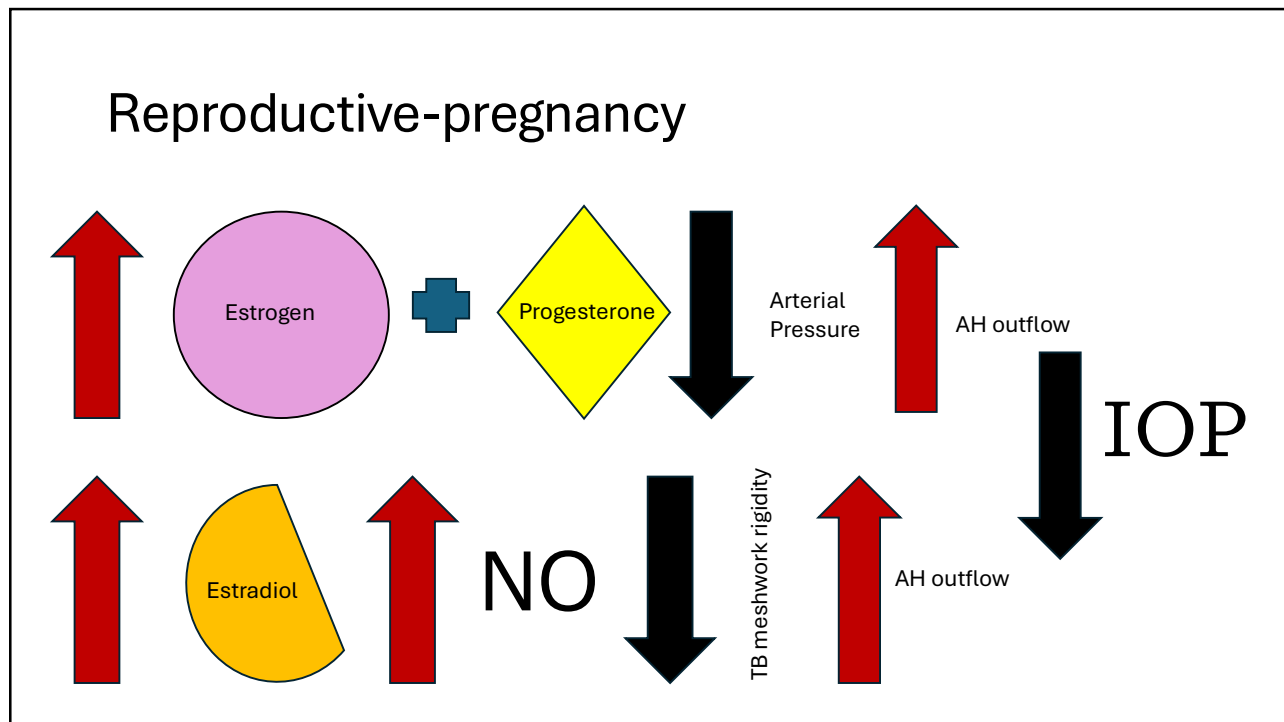 Reproductive-pregnancy
Estrogen
Progesterone
Arterial
Pressure
AH outflow
IOP
Estradiol
NO
TB meshwork rigidity
AH outflow